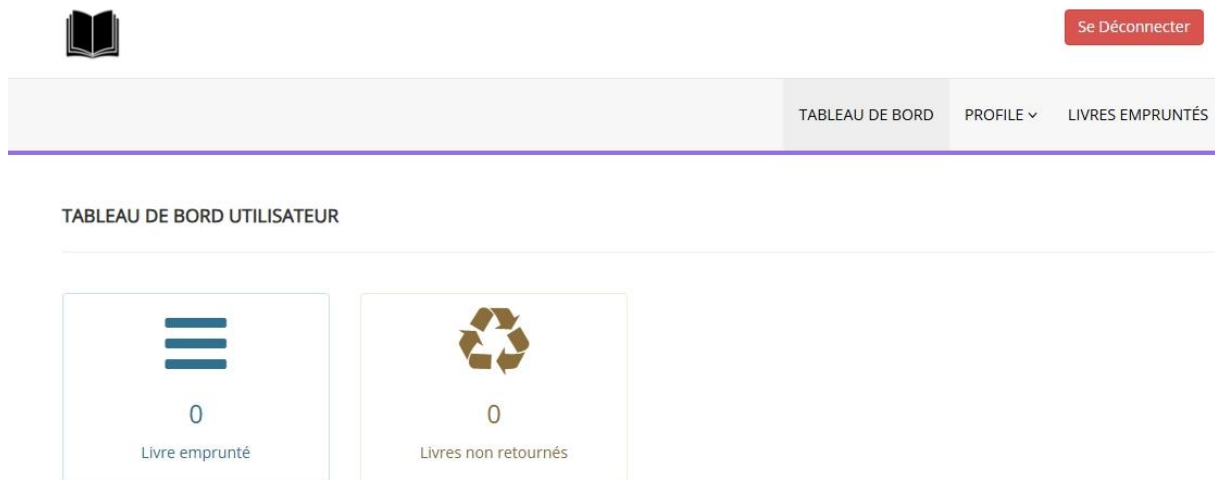 Se Déconnecter
TABLEAU DE BORD PROFILE LIVRES EMPRUNTÉS
TABLEAU DE BORD UTILISATEUR
0 0
Livre emprunté Livres non retournés